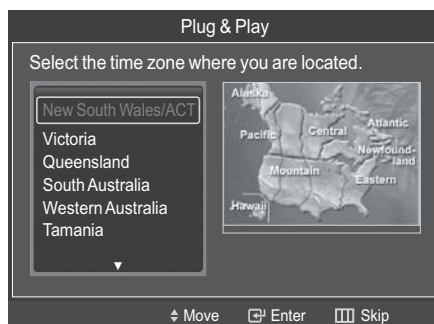 Plug & Play
Select the time zone where you are located.
New South Wales/ACT
Victoria
Queensland
South Australia
Western Australia
Tamania
Alaska
Pacific
Central
Atlantic
Newfound-
land
Mountain
Eastern
Hawaii
Move
Enter
Skip